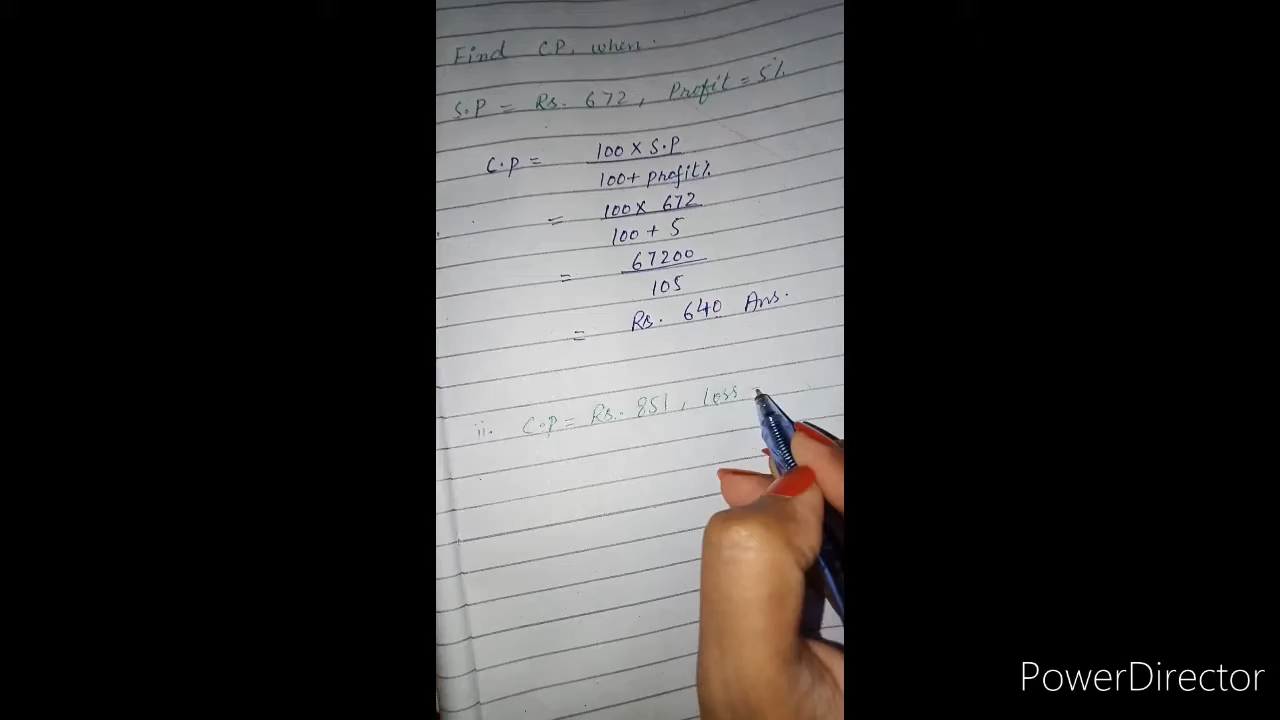 Find C.P, when.
S.P = Rs. 672, Profit = 5%
C.P = 100 x S.P
100 + profit%
= 100 x 672
100 + 5
= 67200
105
= Rs. 640 Ans.
ii. C.P = Rs. 851, loss
PowerDirector